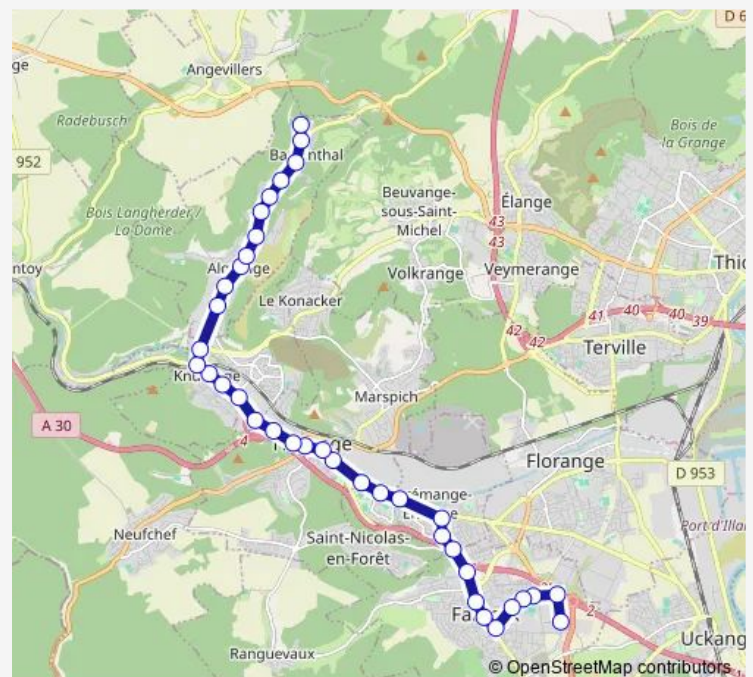 D 6
ge
Angevillers
Radebusch
Bois de
la Grange
952
Beuvange-
sous-Saint-
Michel
Élange
43
43
Bois Langherder /
La Dame
ntoy
Volkrange
Veymerange
Thio
Le Konacker
41
40
40
39
42
42
Terville
Marspich
A 30
4
Florange
D 953
Neufchef
Saint-Nicolas-
en-Forêt
Port d'Illan
2
Uckang
Ranguevaux
© OpenStreetMap contributors